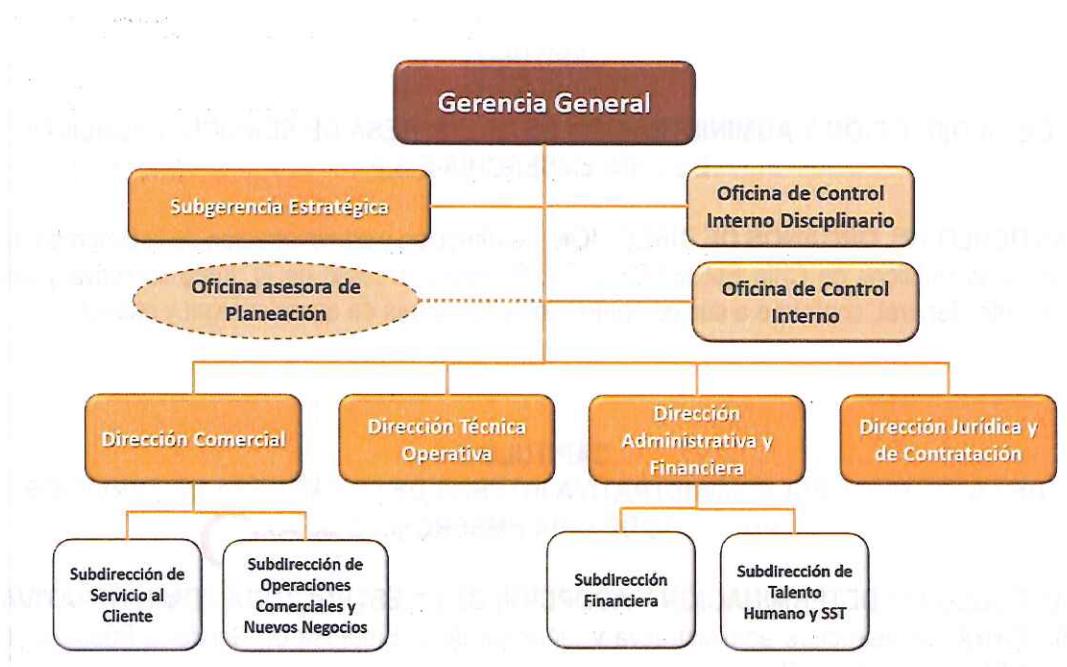 Gerencia General
Subgerencia Estratégica
Oficina de Control
Interno Disciplinario
Oficina asesora de
Planeación
Oficina de Control
Interno
Dirección Comercial
Dirección Técnica
Operativa
Dirección
Administrativa y
Financiera
Dirección Jurídica y
de Contratación
Subdirección de
Servicio al
Cliente
Subdirección de
Operaciones
Comerciales y
Nuevos Negocios
Subdirección
Financiera
Subdirección de
Talento
Humano y SST